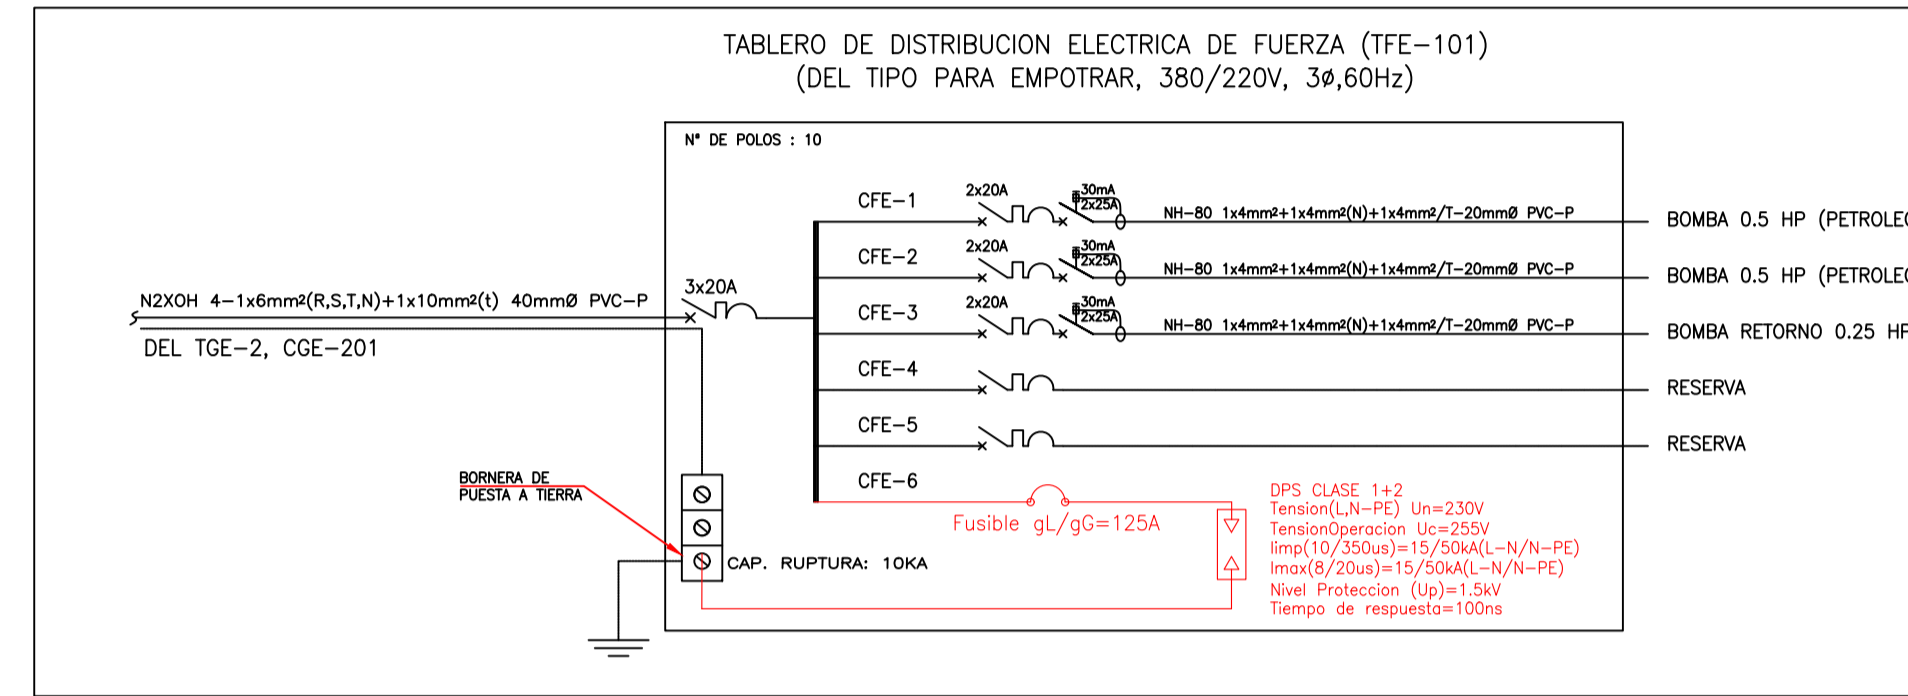 TABLERO DE DISTRIBUCION ELECTRICA DE FUERZA (TFE-101)
(DEL TIPO PARA EMPOTRAR, 380/220V, 3ø,60Hz)
N° DE POLOS : 10
CFE-1
2x20A
30mA
2x25A
NH-80 1x4mm²+1x4mm²(N)+1x4mm²/T-20mmØ PVC-P
BOMBA 0.5 HP
CFE-2
2x20A
30mA
2x25A
NH-80 1x4mm²+1x4mm²(N)+1x4mm²/T-20mmØ PVC-P
BOMBA 0.5 HP
3x20A
N2XOH 4-1x6mm²(R,S,T,N)+1x10mm²(t) 40mmØ PVC-P
DEL TGE-2, CGE-201
CFE-3
2x20A
30mA
2x25A
NH-80 1x4mm²+1x4mm²(N)+1x4mm²/T-20mmØ PVC-P
BOMBA RETORNO 0.25 HP
CFE-4
RESERVA
CFE-5
RESERVA
CFE-6
BORNERA DE
PUESTA A TIERRA
CAP. RUPTURA: 10KA
Fusible gL/gG=125A
DPS CLASE 1+2
Tension(L,N-PE) Un=230V
TensionOperacion Uc=255V
Iimp(10/350us)=15/50kA(L-N/N-PE)
Imax(8/20us)=15/50kA(L-N/N-PE)
Nivel Proteccion (Up)=1.5kV
Tiempo de respuesta=100ns